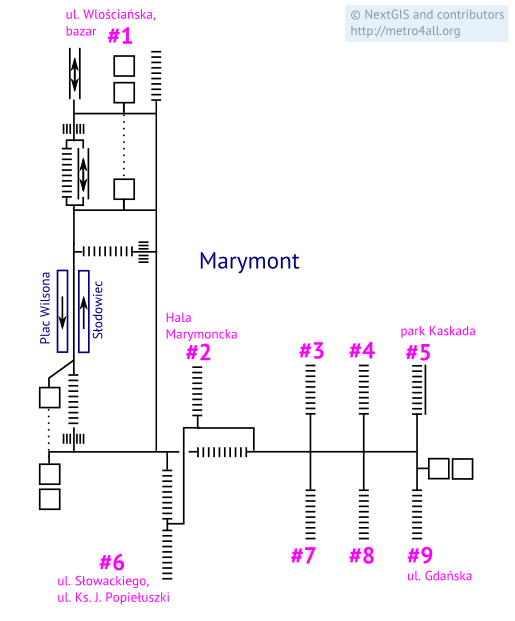 ul. Włościańska,
bazar #1
© NextGIS and contributors
http://metro4all.org
Marymont
Plac Wilsona
Słodowiec
Hala
Marymoncka
#2
#3
#4
park Kaskada
#5
#6
ul. Słowackiego,
ul. Ks. J. Popiełuszki
#7
#8
#9
ul. Gdańska